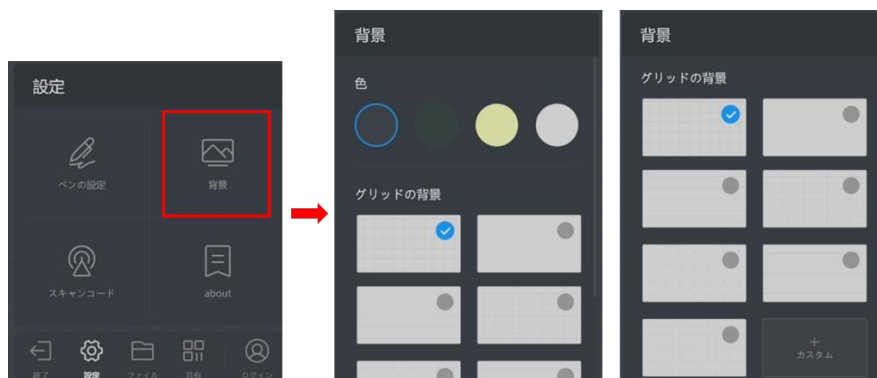 設定
ペンの設定
背景
スキャンコード
about
終了
設定
ファイル
共有
ログイン
背景
色
グリッドの背景
背景
グリッドの背景
+
カスタム